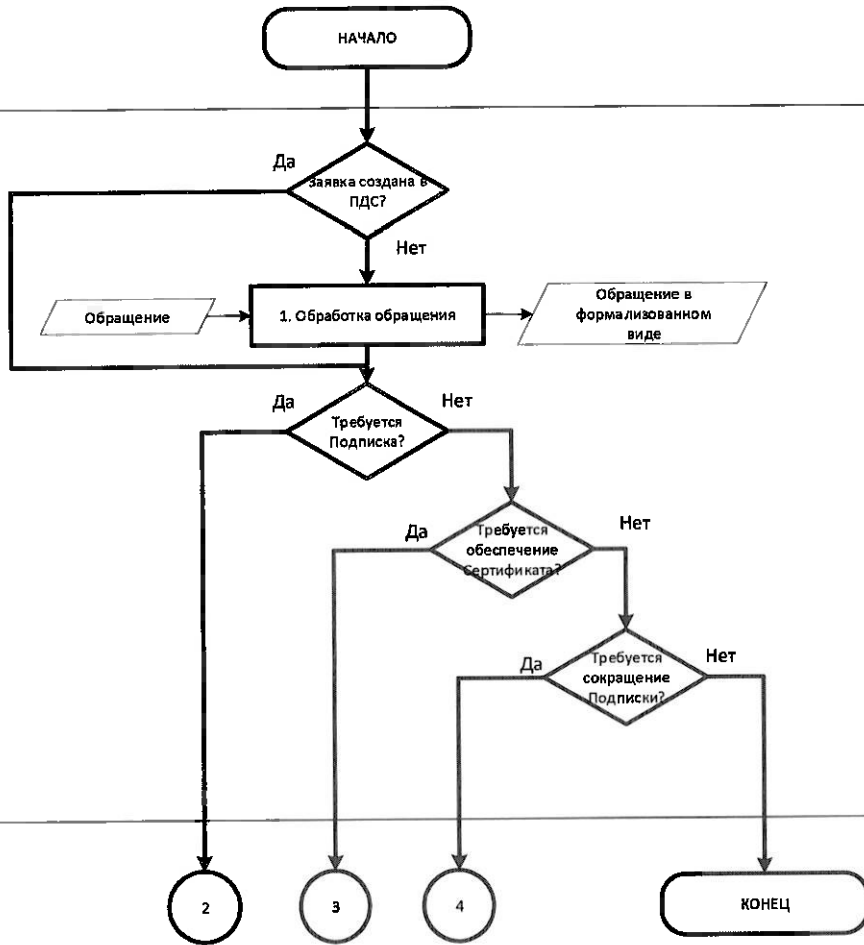 НАЧАЛО
Да
Заявка создана в
ПДС?
Нет
Обращение
1. Обработка обращения
Обращение в
формализованном
виде
Да
Нет
Требуется
Подписка?
Да
Нет
Требуется
обеспечение
Сертификата?
Да
Нет
Требуется
сокращение
Подписки?
2
3
4
КОНЕЦ